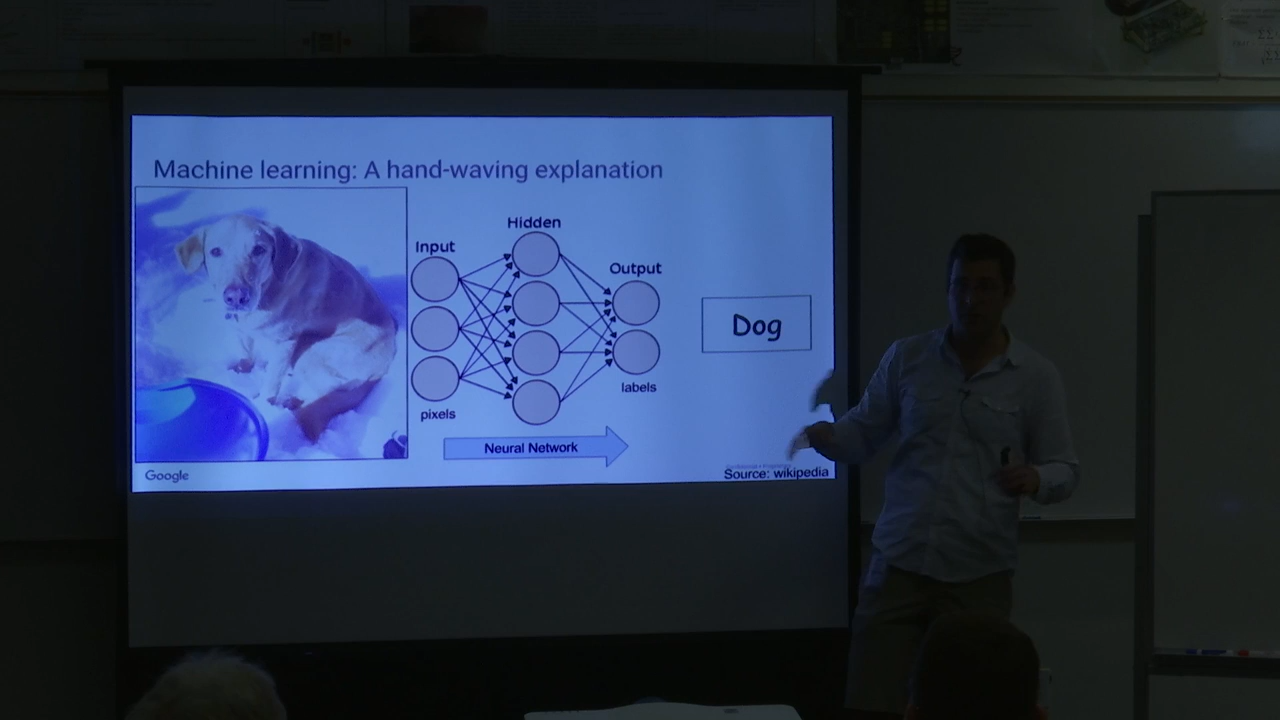 Machine learning: A hand-waving explanation
Hidden
Input
Output
Dog
labels
pixels
Neural Network
Google
Source: wikipedia